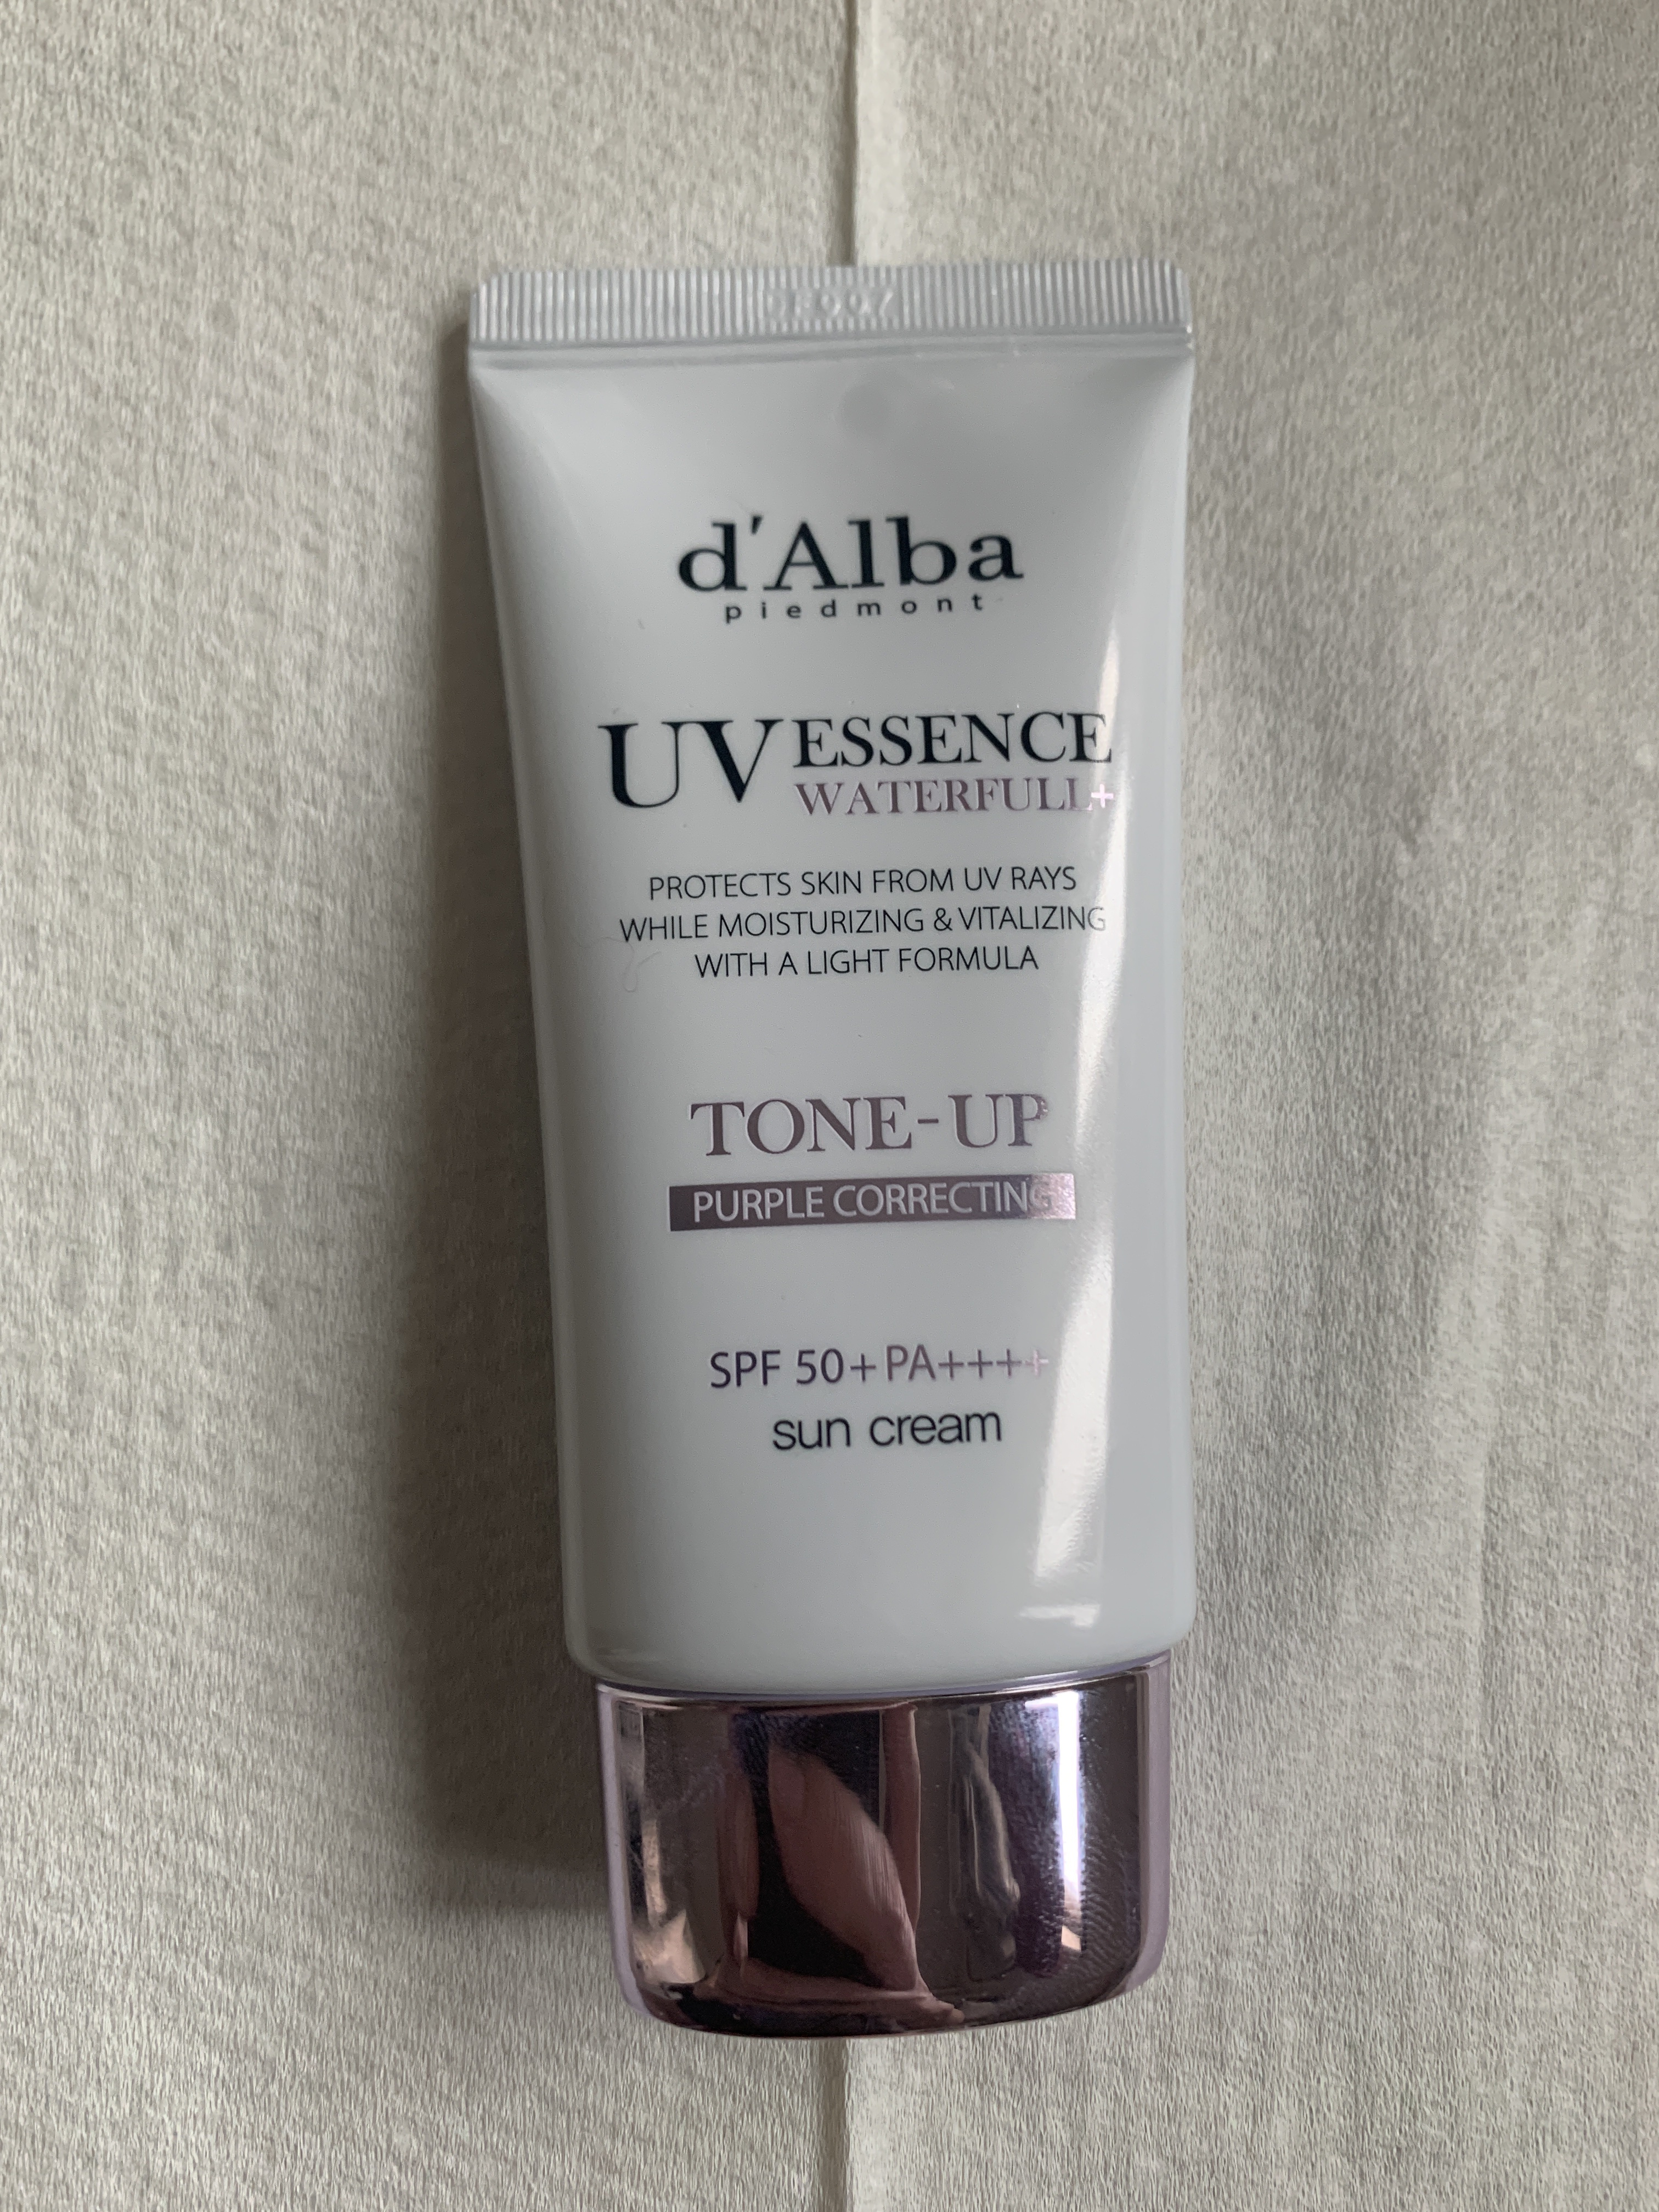 d'Alba
piedmont
UV ESSENCE
WATERFULL+
PROTECTS SKIN FROM UV RAYS
WHILE MOISTURIZING & VITALIZING
WITH A LIGHT FORMULA
TONE-UP
PURPLE CORRECTING
SPF 50+ PA++++
sun cream